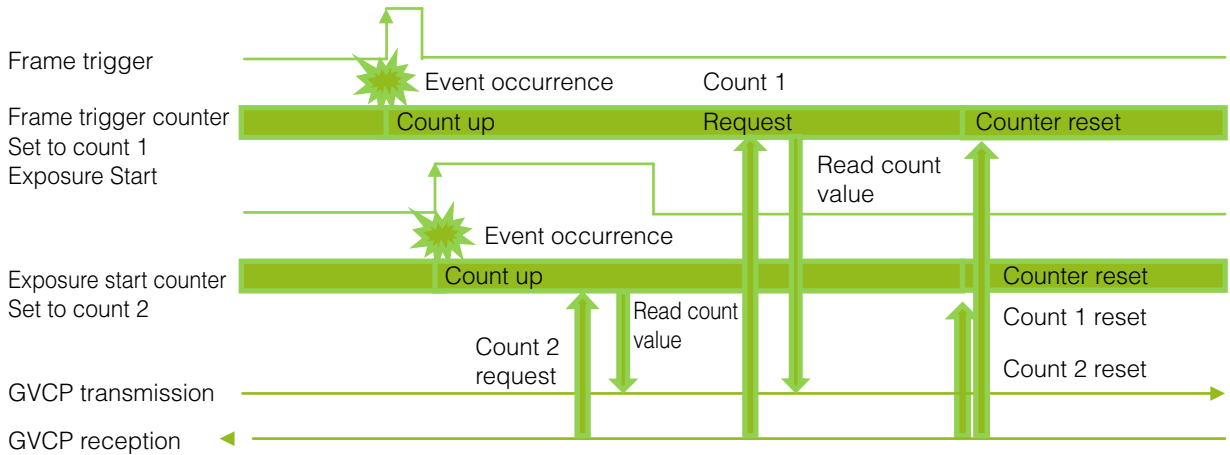 Frame trigger
Event occurrence
Count 1
Frame trigger counter
Set to count 1
Count up
Request
Counter reset
Exposure Start
Read count
value
Event occurrence
Exposure start counter
Set to count 2
Count up
Counter reset
Read count
value
Count 2
request
Count 1 reset
Count 2 reset
GVCP transmission
GVCP reception